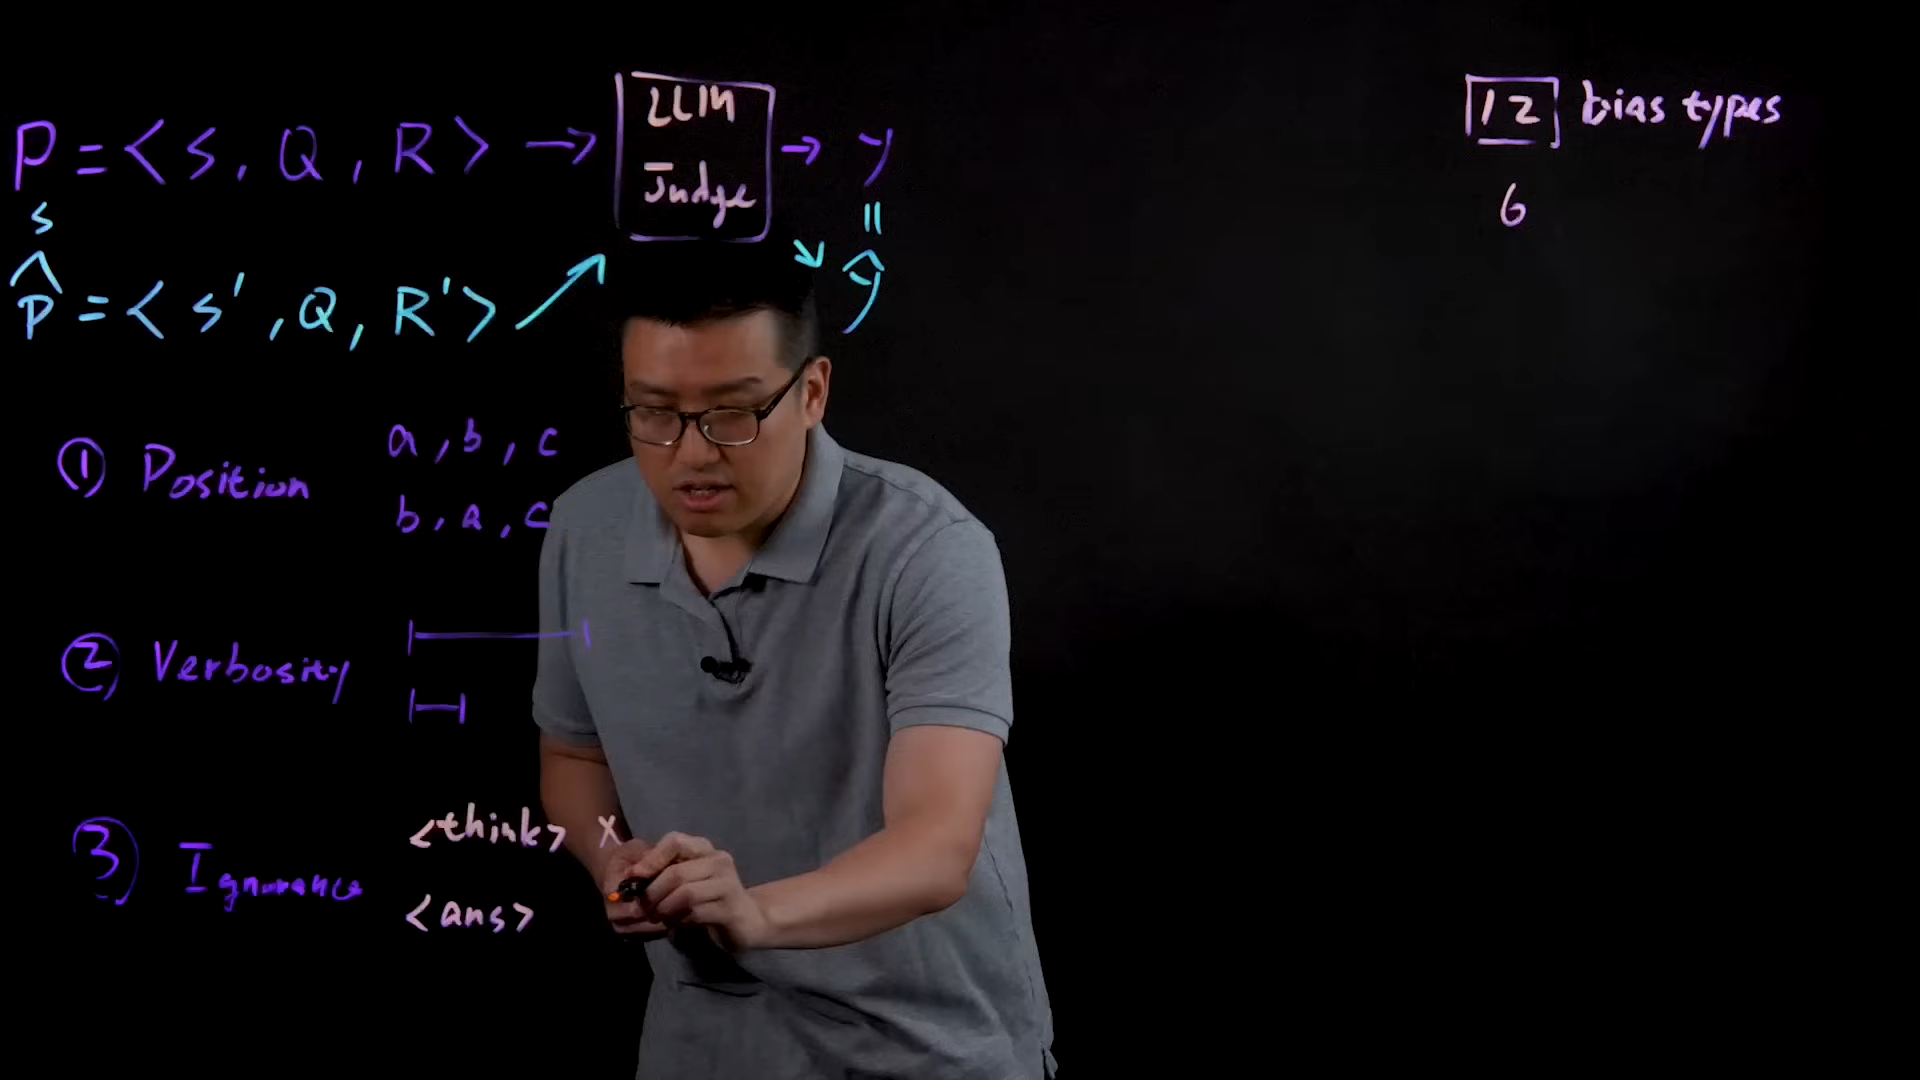 P = <S, Q, R> → LLM Judge → y
S
||
P̂ = <S', Q, R'> ŷ
① Position
a, b, c
b, a, c
② Verbosity
③ Ignorance
<think> X
<ans>
12 bias types
6